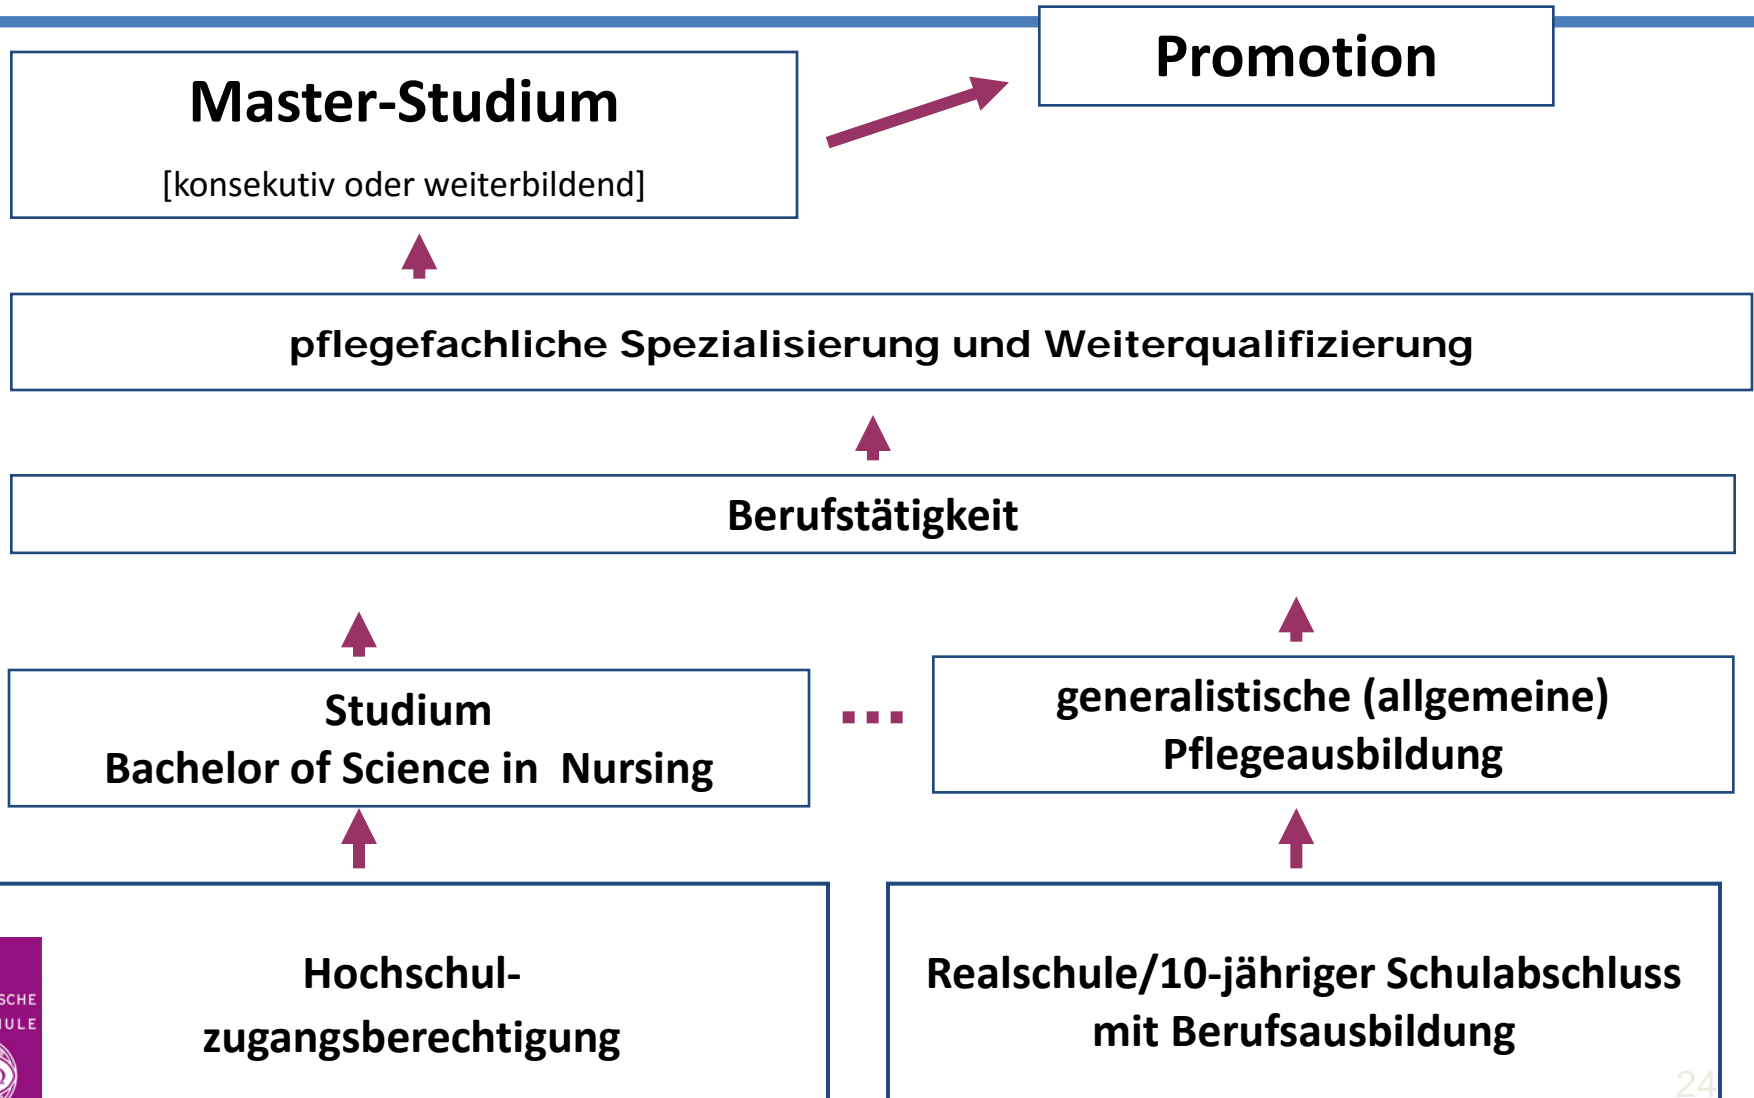 Promotion
Master-Studium
[konsekutiv oder weiterbildend]
pflegefachliche Spezialisierung und Weiterqualifizierung
Berufstätigkeit
Studium
Bachelor of Science in Nursing
...
generalistische (allgemeine)
Pflegeausbildung
Hochschul-
zugangsberechtigung
Realschule/10-jähriger Schulabschluss
mit Berufsausbildung
24